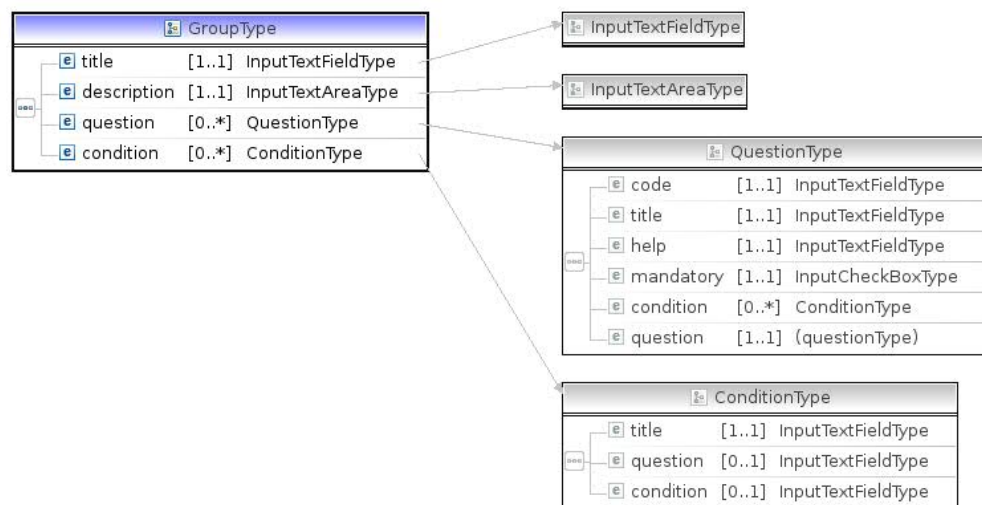 GroupType
e title [1..1] InputTextFieldType
e description [1..1] InputTextAreaType
e question [0..*] QuestionType
e condition [0..*] ConditionType
InputTextFieldType
InputTextAreaType
QuestionType
e code [1..1] InputTextFieldType
e title [1..1] InputTextFieldType
e help [1..1] InputTextFieldType
e mandatory [1..1] InputCheckBoxType
e condition [0..*] ConditionType
e question [1..1] (questionType)
ConditionType
e title [1..1] InputTextFieldType
e question [0..1] InputTextFieldType
e condition [0..1] InputTextFieldType